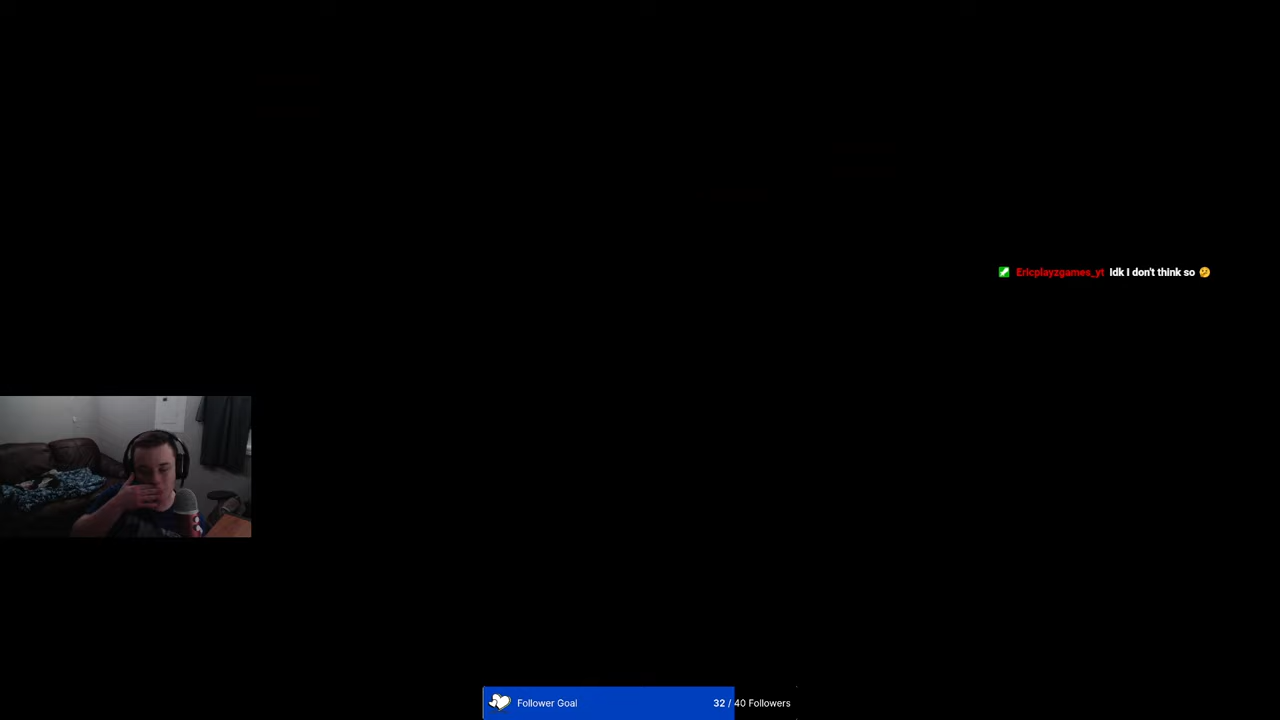 Ericplayzgames_yt Idk I don't think so 🤔
Follower Goal 32 / 40 Followers